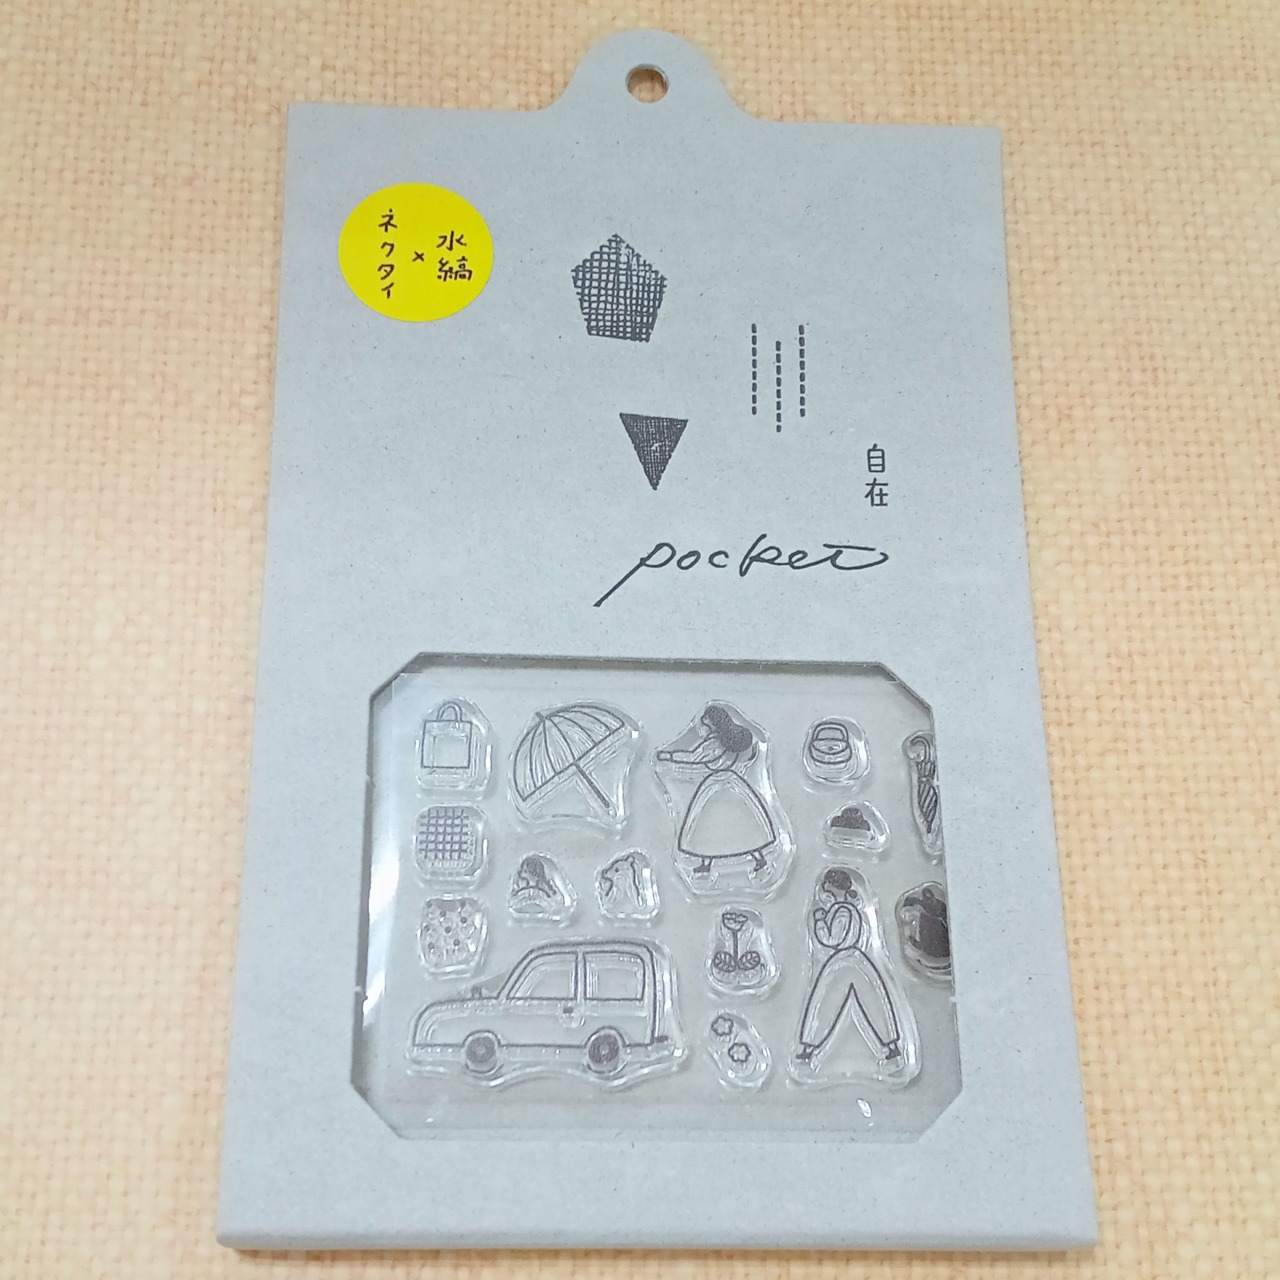 水縞
×
ネクタイ
自在
pocket